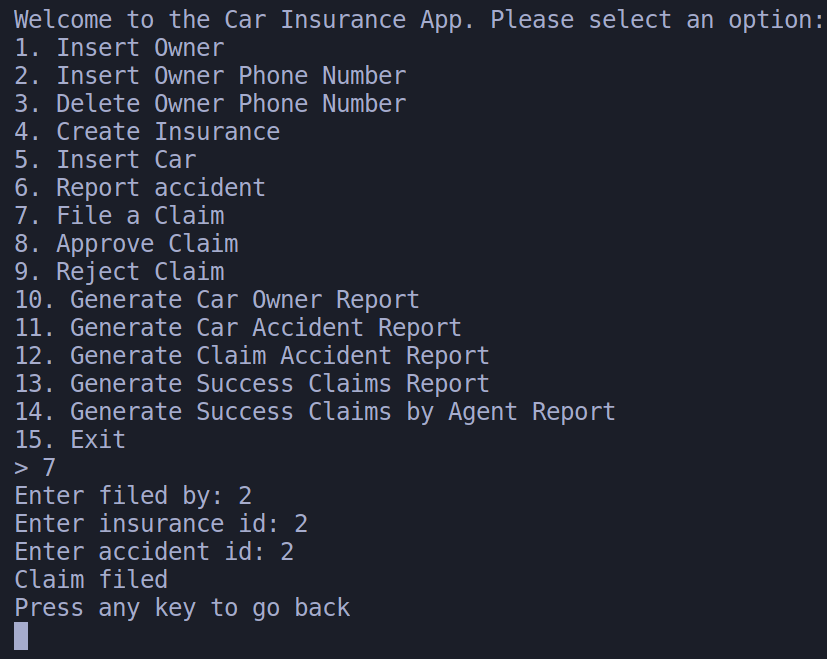 Welcome to the Car Insurance App. Please select an option:
1. Insert Owner
2. Insert Owner Phone Number
3. Delete Owner Phone Number
4. Create Insurance
5. Insert Car
6. Report accident
7. File a Claim
8. Approve Claim
9. Reject Claim
10. Generate Car Owner Report
11. Generate Car Accident Report
12. Generate Claim Accident Report
13. Generate Success Claims Report
14. Generate Success Claims by Agent Report
15. Exit
> 7
Enter filed by: 2
Enter insurance id: 2
Enter accident id: 2
Claim filed
Press any key to go back